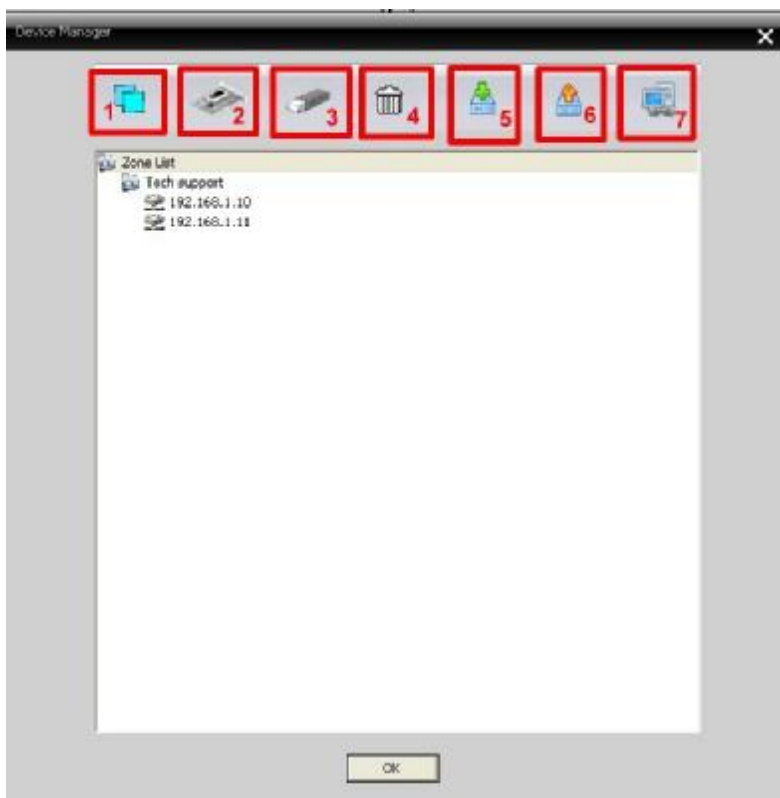 Device Manager
1 2 3 4 5 6 7
Zone List
Tech support
192.168.1.10
192.168.1.11
OK